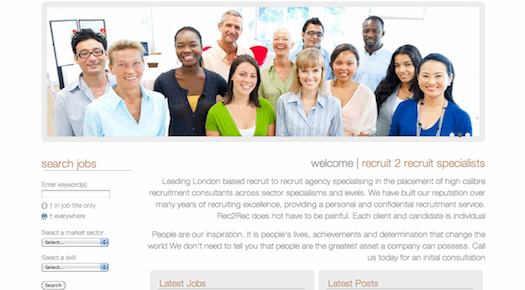 search jobs
Enter keyword(s)
↑ in job title only
↑ everywhere
Select a market sector
Select...
Select a skill
Select...
Search
welcome | recruit 2 recruit specialists
Leading London based recruit to recruit agency specialising in the placement of high calibre
recruitment consultants across sector specialisms and levels. We have built our reputation over
many years of recruiting excellence, providing a personal and confidential recruitment service.
Rec2Rec does not have to be painful. Each client and candidate is individual
People are our inspiration. It is people's lives, achievements and determination that change the
world We don't need to tell you that people are the greatest asset a company can possess. Call
us today for an initial consultation
Latest Jobs
Latest Posts